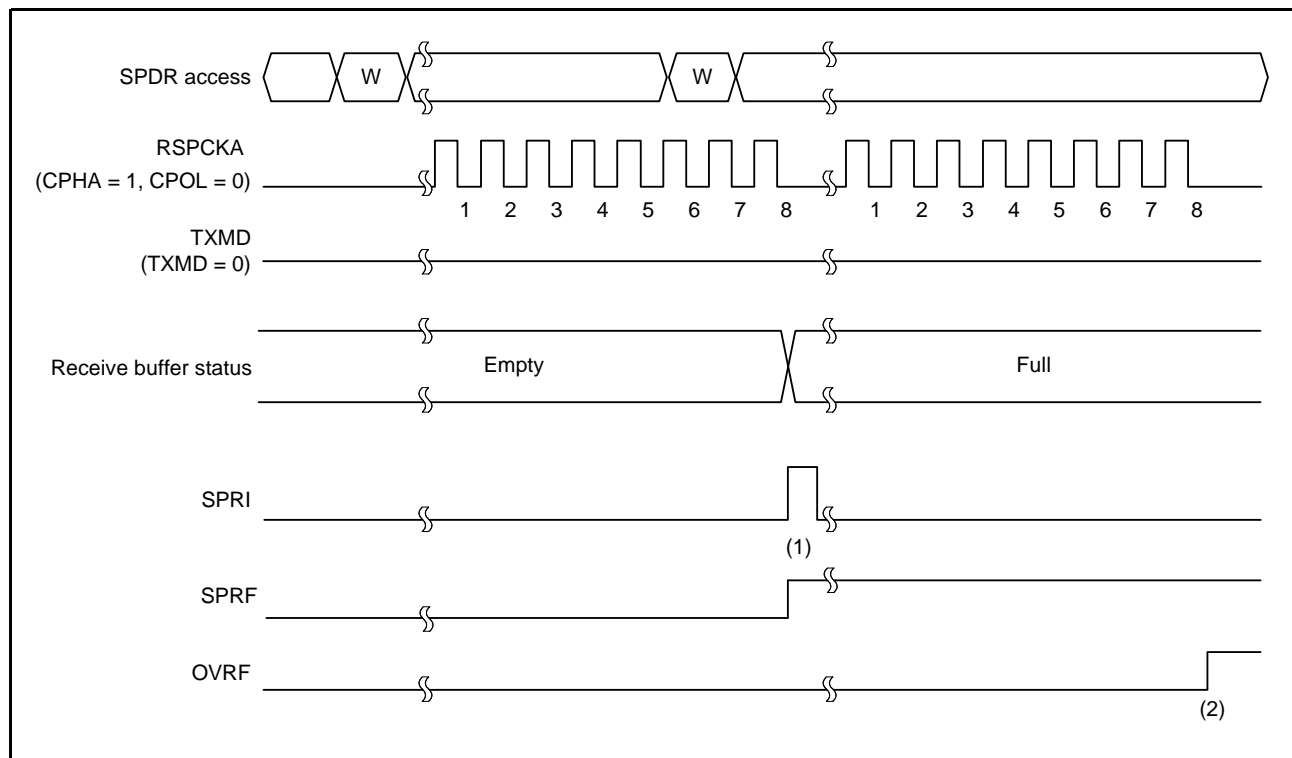 SPDR access
W
W
RSPCKA
(CPHA = 1, CPOL = 0)
1 2 3 4 5 6 7 8 1 2 3 4 5 6 7 8
TXMD
(TXMD = 0)
Receive buffer status
Empty
Full
SPRI
(1)
SPRF
OVRF
(2)